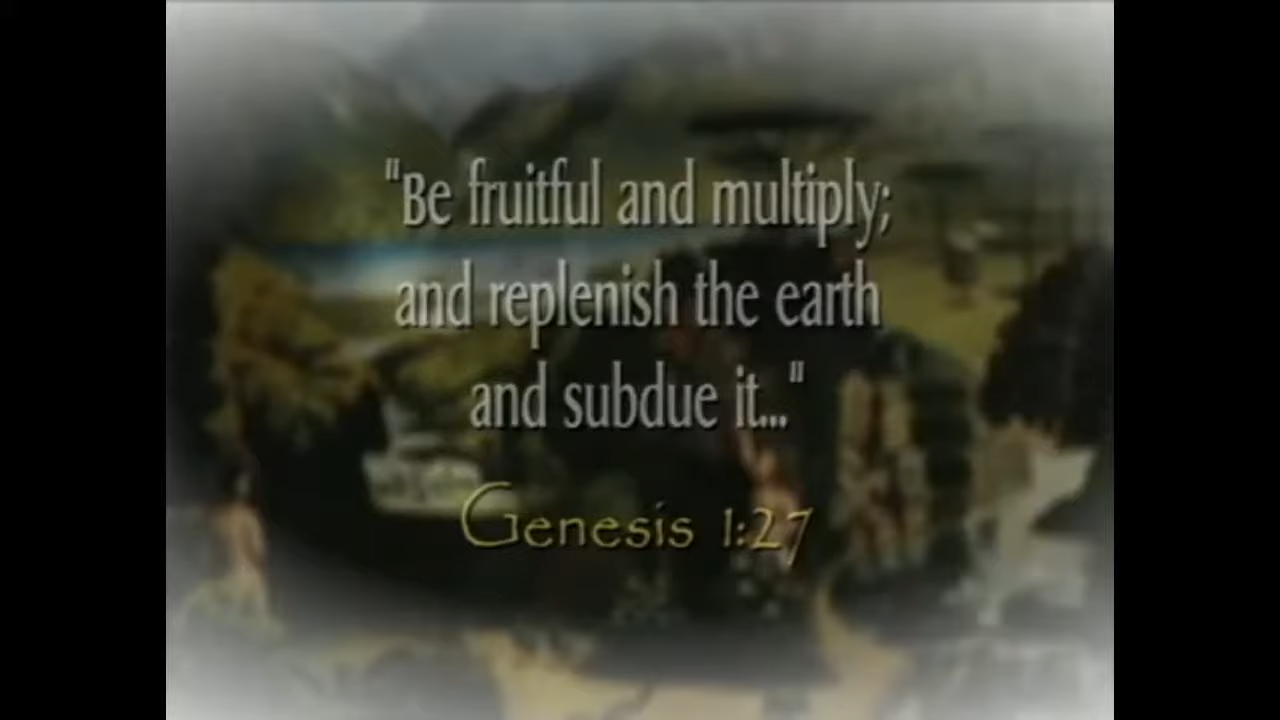 "Be fruitful and multiply;
and replenish the earth
and subdue it..."
Genesis 1:27